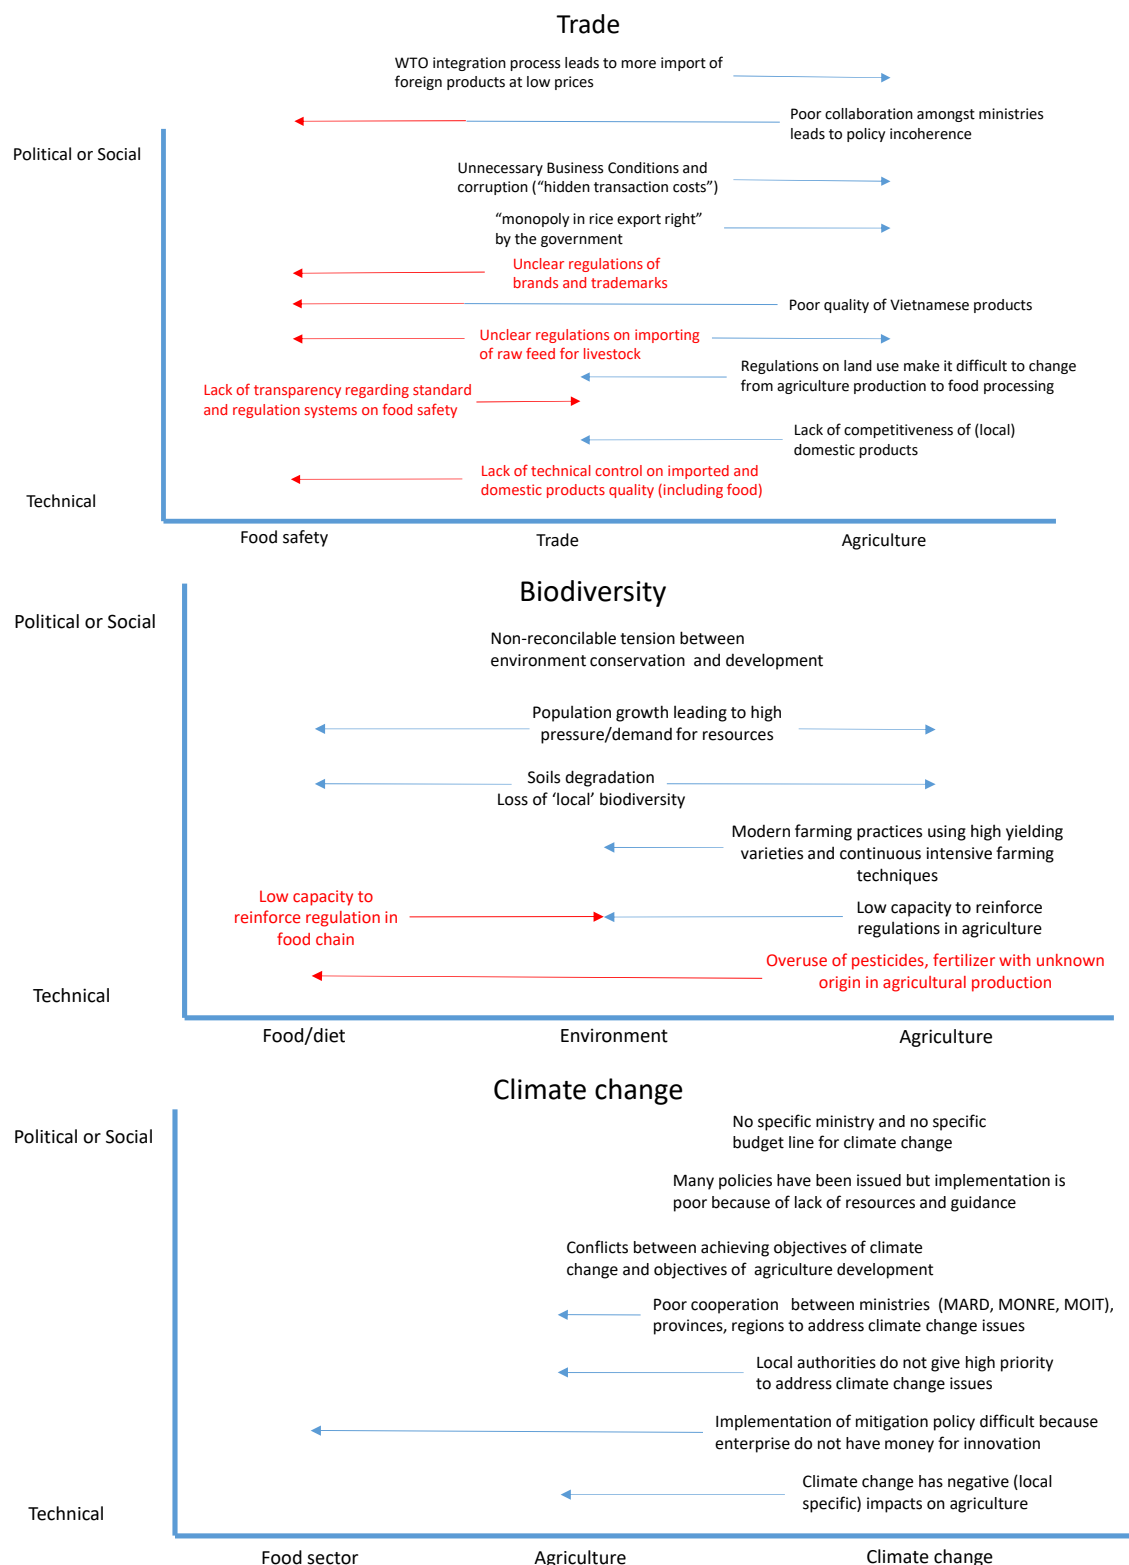 Trade
WTO integration process leads to more import of
foreign products at low prices
Poor collaboration amongst ministries
leads to policy incoherence
Political or Social
Unnecessary Business Conditions and
corruption (“hidden transaction costs”)
“monopoly in rice export right”
by the government
Unclear regulations of
brands and trademarks
Poor quality of Vietnamese products
Unclear regulations on importing
of raw feed for livestock
Regulations on land use make it difficult to change
from agriculture production to food processing
Lack of transparency regarding standard
and regulation systems on food safety
Lack of competitiveness of (local)
domestic products
Lack of technical control on imported and
domestic products quality (including food)
Technical
Food safety
Trade
Agriculture
Biodiversity
Political or Social
Non-reconcilable tension between
environment conservation and development
Population growth leading to high
pressure/demand for resources
Soils degradation
Loss of ‘local’ biodiversity
Modern farming practices using high yielding
varieties and continuous intensive farming
techniques
Low capacity to
reinforce regulation in
food chain
Low capacity to reinforce
regulations in agriculture
Overuse of pesticides, fertilizer with unknown
origin in agricultural production
Technical
Food/diet
Environment
Agriculture
Climate change
Political or Social
No specific ministry and no specific
budget line for climate change
Many policies have been issued but implementation is
poor because of lack of resources and guidance
Conflicts between achieving objectives of climate
change and objectives of agriculture development
Poor cooperation between ministries (MARD, MONRE, MOIT),
provinces, regions to address climate change issues
Local authorities do not give high priority
to address climate change issues
Implementation of mitigation policy difficult because
enterprise do not have money for innovation
Climate change has negative (local
specific) impacts on agriculture
Technical
Food sector
Agriculture
Climate change